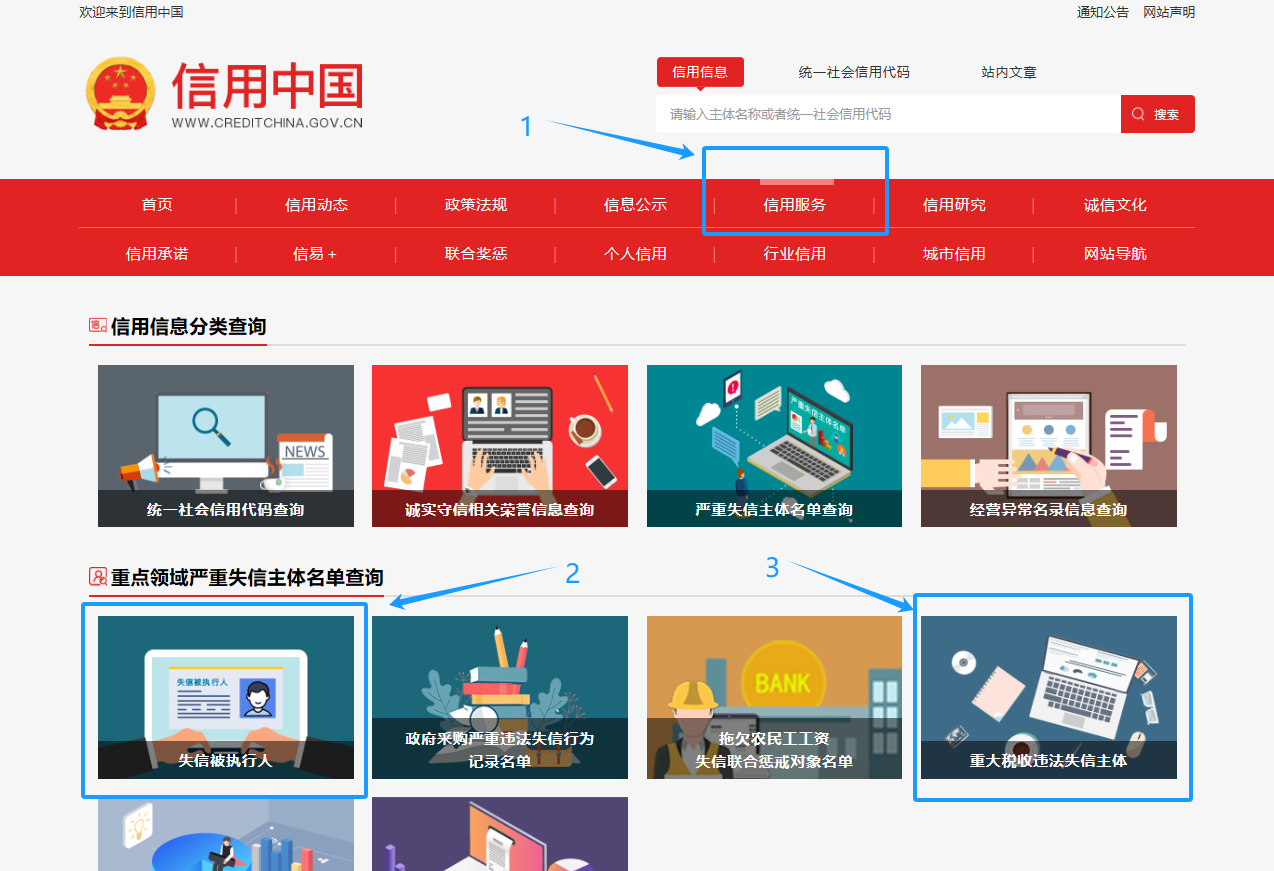 欢迎来到信用中国
通知公告 网站声明
信用中国
WWW.CREDITCHINA.GOV.CN
信用信息 统一社会信用代码 站内文章
请输入主体名称或者统一社会信用代码
搜索
1
首页 信用动态 政策法规 信息公示 信用服务 信用研究 诚信文化
信用承诺 信易 + 联合奖惩 个人信用 行业信用 城市信用 网站导航
信用信息分类查询
NEWS
严重失信主体名单
统一社会信用代码查询
诚实守信相关荣誉信息查询
严重失信主体名单查询
经营异常名录信息查询
重点领域严重失信主体名单查询
2
3
失信被执行人
失信被执行人
政府采购严重违法失信行为
记录名单
BANK
拖欠农民工工资
失信联合惩戒对象名单
重大税收违法失信主体